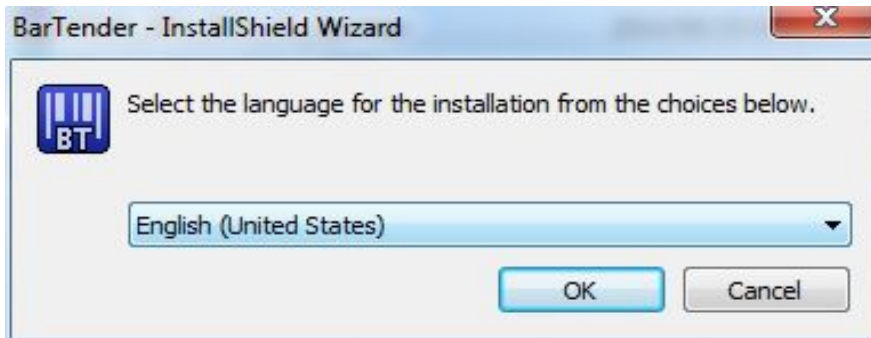 BarTender - InstallShield Wizard
Select the language for the installation from the choices below.
BT
English (United States)
OK
Cancel